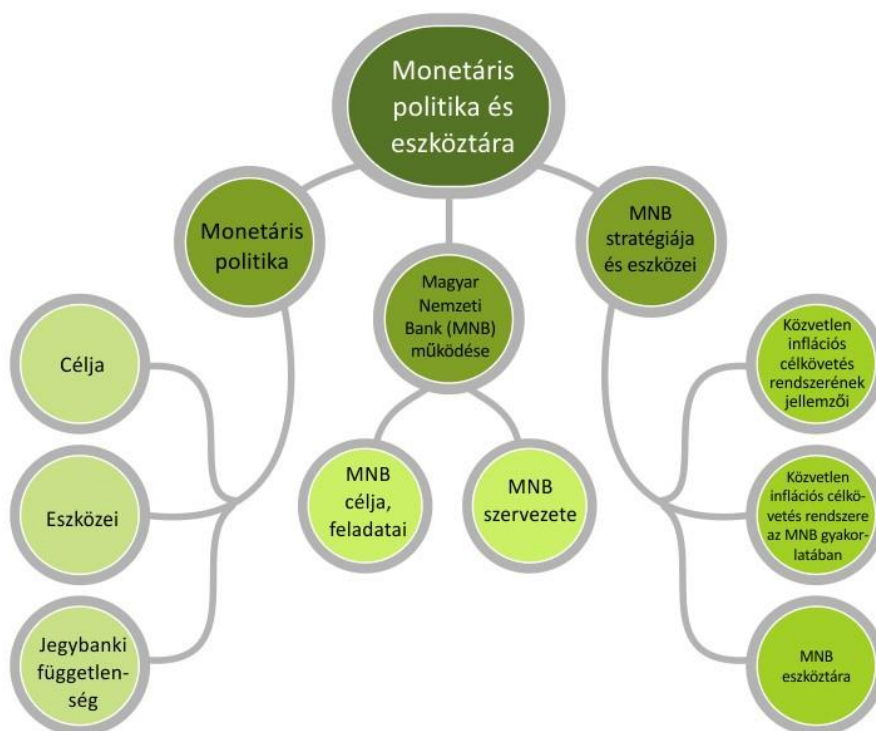 Monetáris
politika és
eszköztára
Monetáris
politika
Magyar
Nemzeti
Bank (MNB)
működése
MNB
stratégiája
és eszközei
Célja
Eszközei
Jegybanki
független-
ség
MNB
célja,
feladatai
MNB
szervezete
Közvetlen
inflációs
célkövetés
rendszerének
jellemzői
Közvetlen
inflációs célkö-
vetés rendszere
az MNB gyakor-
latában
MNB
eszköztára